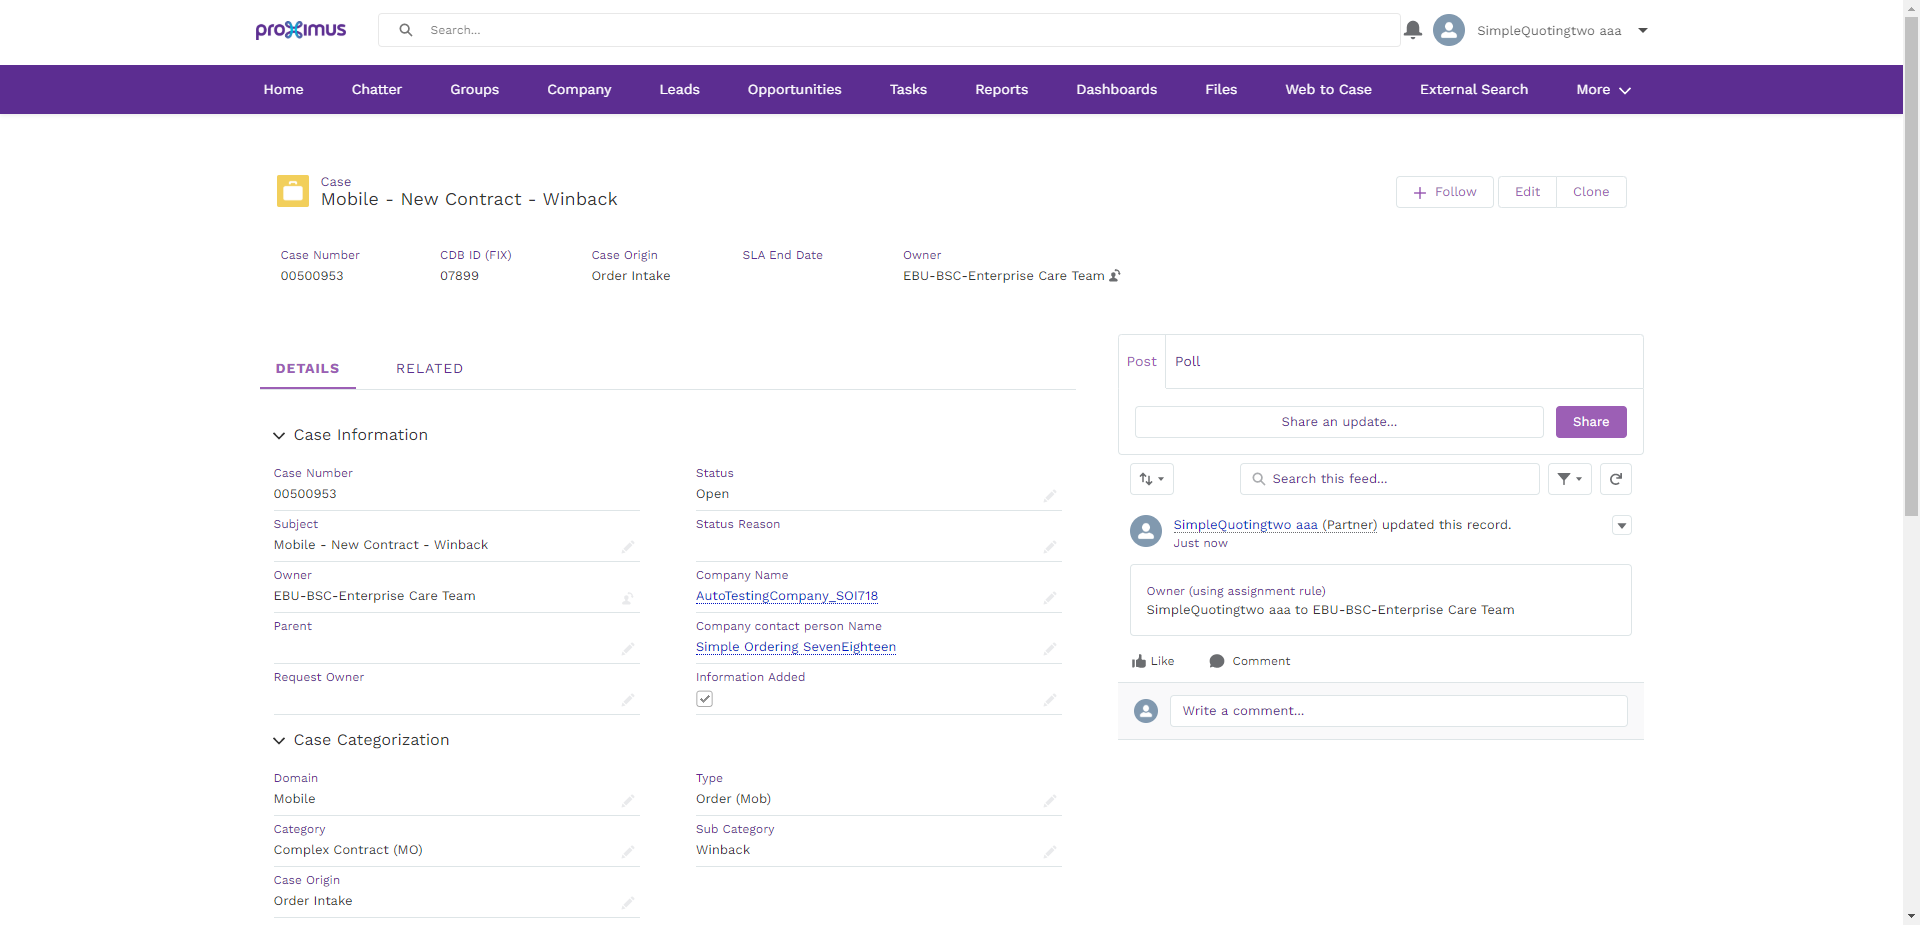 proximus
Search...
SimpleQuotingtwo aaa
Home Chatter Groups Company Leads Opportunities Tasks Reports Dashboards Files Web to Case External Search More
Case
Mobile - New Contract - Winback
Follow Edit Clone
Case Number CDB ID (FIX) Case Origin SLA End Date Owner
00500953 07899 Order Intake EBU-BSC-Enterprise Care Team
DETAILS RELATED
Case Information
Case Number Status
00500953 Open
Subject Status Reason
Mobile - New Contract - Winback
Owner Company Name
EBU-BSC-Enterprise Care Team AutoTestingCompany_SOI718
Parent Company contact person Name
Simple Ordering SevenEighteen
Request Owner Information Added
Case Categorization
Domain Type
Mobile Order (Mob)
Category Sub Category
Complex Contract (MO) Winback
Case Origin
Order Intake
Post Poll
Share an update... Share
Search this feed...
SimpleQuotingtwo aaa (Partner) updated this record.
Just now
Owner (using assignment rule)
SimpleQuotingtwo aaa to EBU-BSC-Enterprise Care Team
Like Comment
Write a comment...